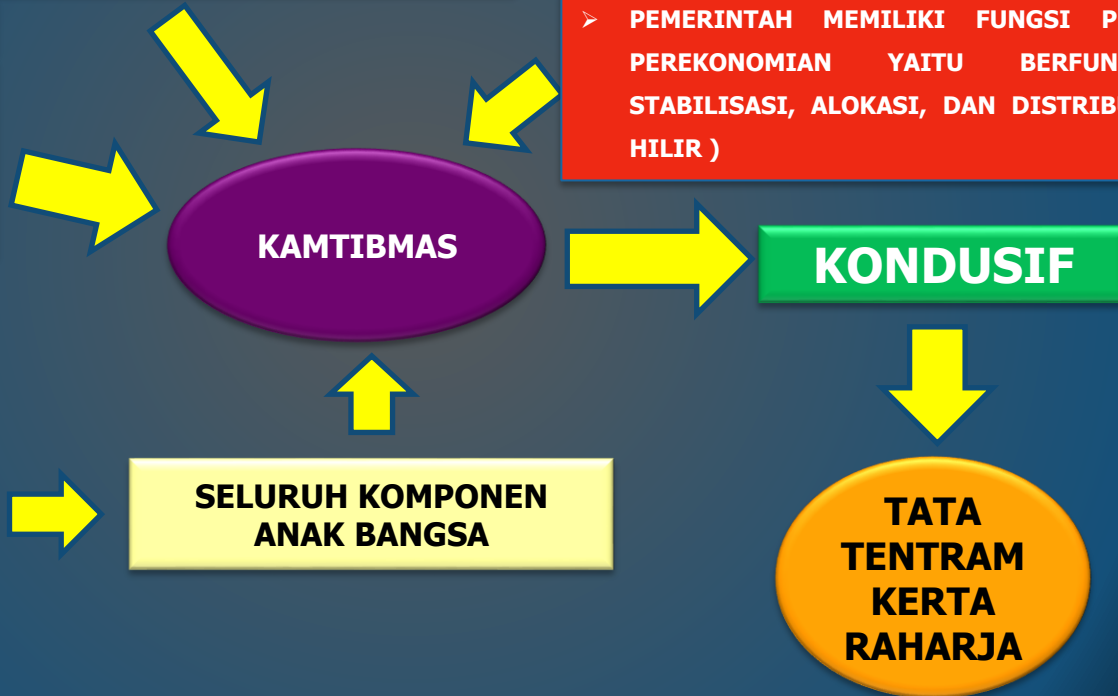 ➢ PEMERINTAH MEMILIKI FUNGSI
PEREKONOMIAN YAITU
STABILISASI, ALOKASI, DAN
HILIR )
KAMTIBMAS
KONDUSIF
SELURUH KOMPONEN
ANAK BANGSA
TATA
TENTRAM
KERTA
RAHARJA